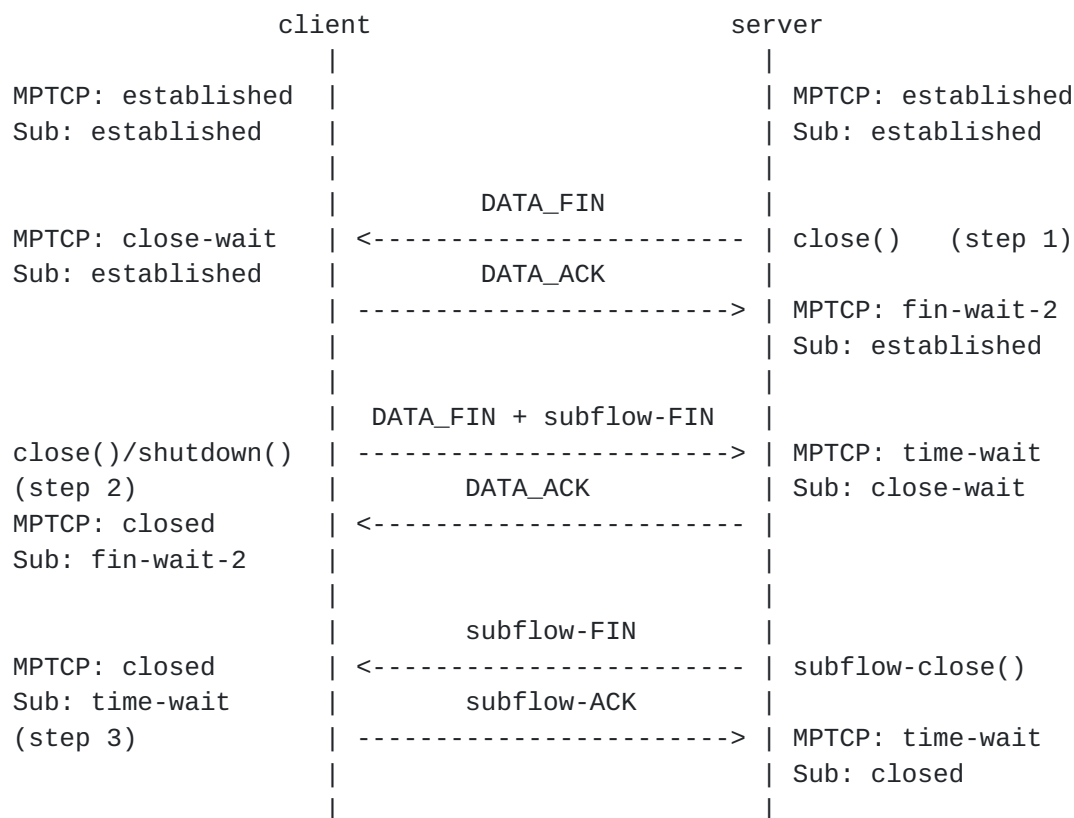 client                       server
|                            |
MPTCP: established  |                            | MPTCP: established
Sub: established    |                            | Sub: established
|                            |
|         DATA_FIN           |
MPTCP: close-wait   | <------------------------- | close()   (step 1)
Sub: established    |         DATA_ACK           |
| -------------------------> | MPTCP: fin-wait-2
|                            | Sub: established
|                            |
|  DATA_FIN + subflow-FIN    |
close()/shutdown()  | -------------------------> | MPTCP: time-wait
(step 2)            |        DATA_ACK            | Sub: close-wait
MPTCP: closed       | <------------------------- |
Sub: fin-wait-2     |                            |
|                            |
|        subflow-FIN         |
MPTCP: closed       | <------------------------- | subflow-close()
Sub: time-wait      |        subflow-ACK         |
(step 3)            | -------------------------> | MPTCP: time-wait
|                            | Sub: closed
|                            |